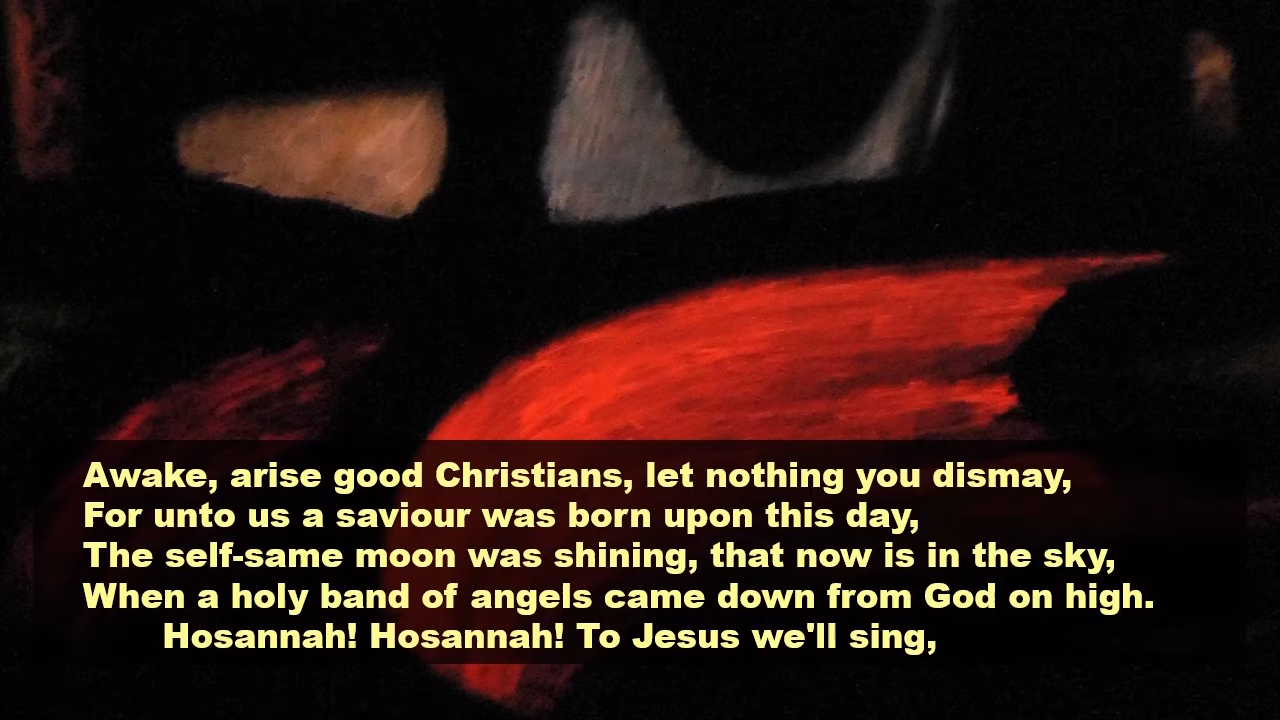 Awake, arise good Christians, let nothing you dismay,
For unto us a saviour was born upon this day,
The self-same moon was shining, that now is in the sky,
When a holy band of angels came down from God on high.
Hosannah! Hosannah! To Jesus we'll sing,